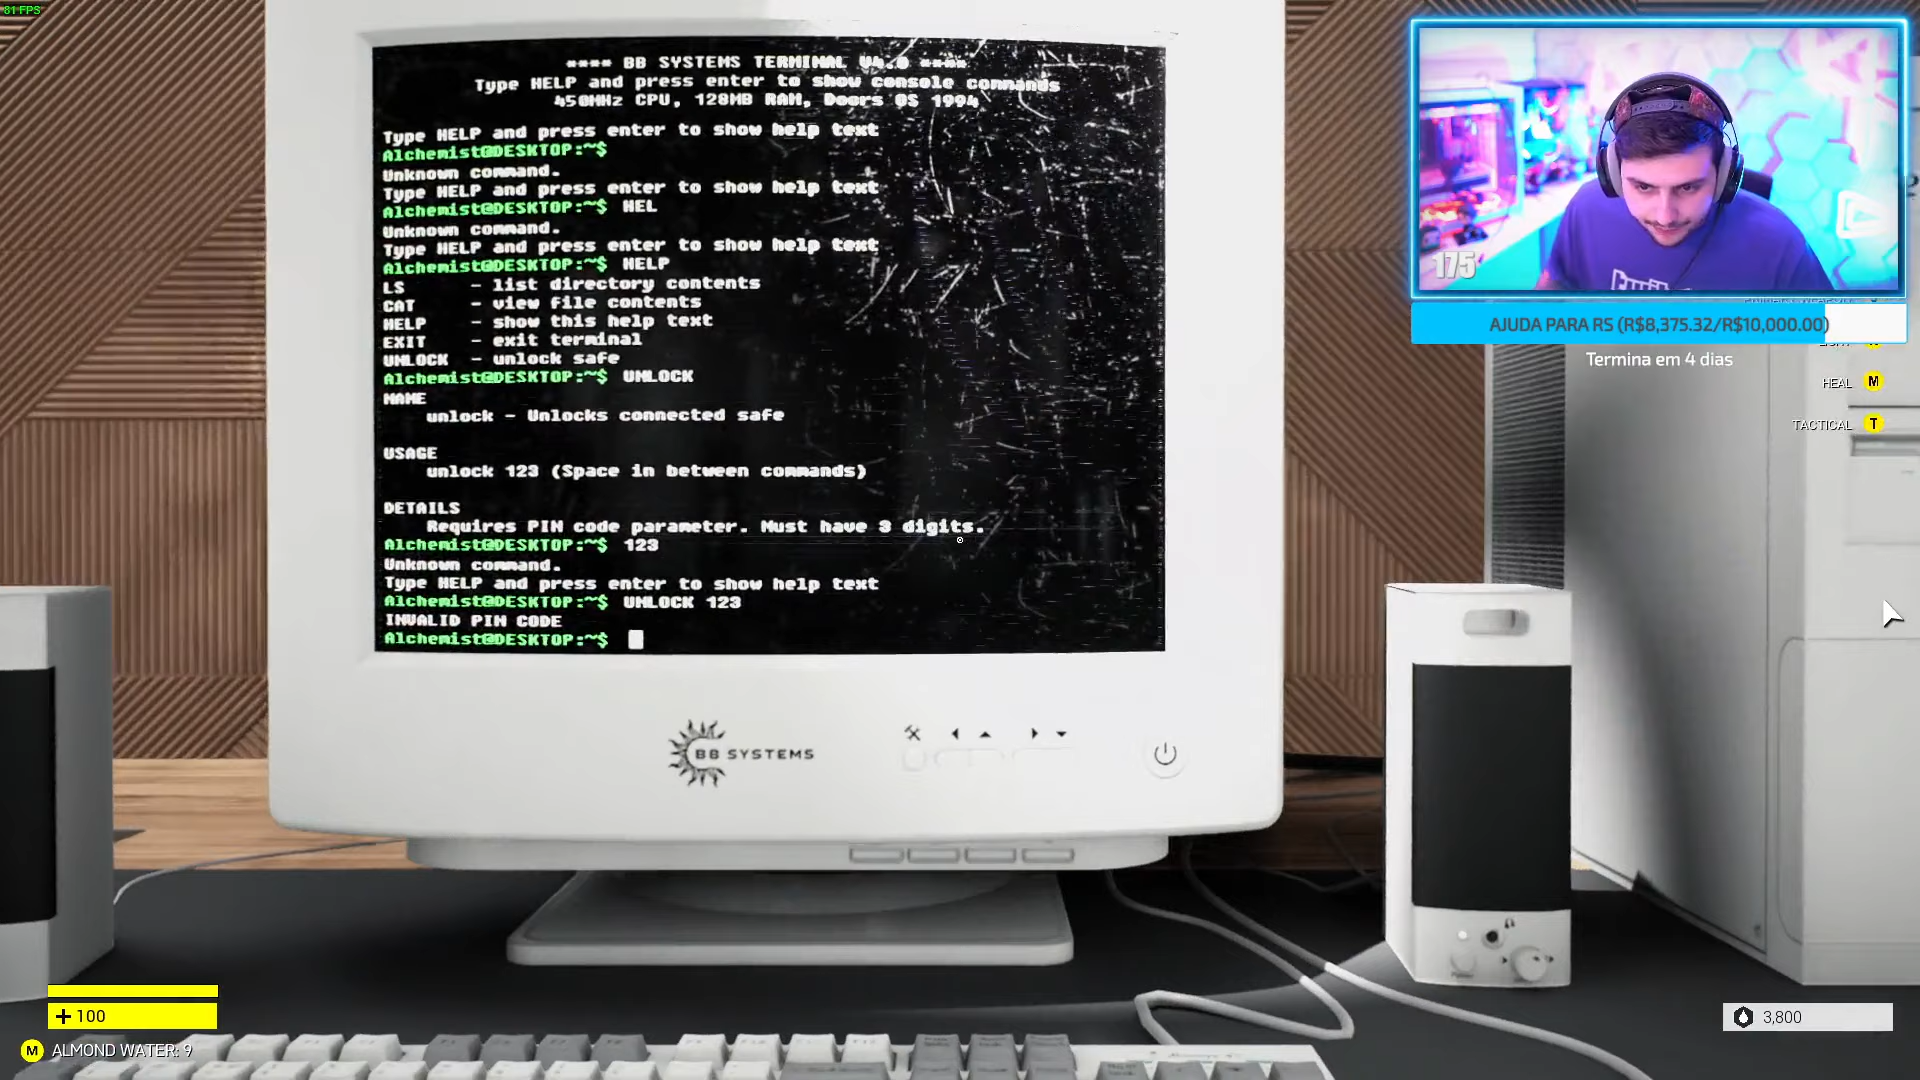 81 FPS
**** BB SYSTEMS TERMINAL V4.0 ****
Type HELP and press enter to show console commands
450MHz CPU, 128MB RAM, Doors OS 1994
Type HELP and press enter to show help text
Alchemist@DESKTOP:~$
Unknown command.
Type HELP and press enter to show help text
Alchemist@DESKTOP:~$ HEL
Unknown command.
Type HELP and press enter to show help text
Alchemist@DESKTOP:~$ HELP
LS - list directory contents
CAT - view file contents
HELP - show this help text
EXIT - exit terminal
UNLOCK - unlock safe
Alchemist@DESKTOP:~$ UNLOCK
NAME
unlock - Unlocks connected safe
USAGE
unlock 123 (Space in between commands)
DETAILS
Requires PIN code parameter. Must have 3 digits.
Alchemist@DESKTOP:~$ 123
Unknown command.
Type HELP and press enter to show help text
Alchemist@DESKTOP:~$ UNLOCK 123
INVALID PIN CODE
Alchemist@DESKTOP:~$
BB SYSTEMS
175
AJUDA PARA RS (R$8,375.32/R$10,000.00)
Termina em 4 dias
HEAL M
TACTICAL T
100
M ALMOND WATER: 9
3,800